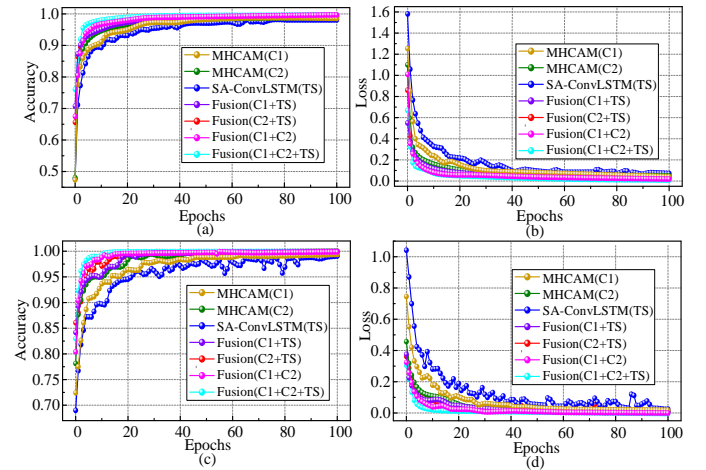 1.0
0.9
0.8
0.7
0.6
0.5
Accuracy
MHCAM(C1)
MHCAM(C2)
SA-ConvLSTM(TS)
Fusion(C1+TS)
Fusion(C2+TS)
Fusion(C1+C2)
Fusion(C1+C2+TS)
0 20 40 60 80 100
Epochs
(a)
1.6
1.4
1.2
1.0
0.8
0.6
0.4
0.2
0.0
Loss
MHCAM(C1)
MHCAM(C2)
SA-ConvLSTM(TS)
Fusion(C1+TS)
Fusion(C2+TS)
Fusion(C1+C2)
Fusion(C1+C2+TS)
0 20 40 60 80 100
Epochs
(b)
1.00
0.95
0.90
0.85
0.80
0.75
0.70
Accuracy
MHCAM(C1)
MHCAM(C2)
SA-ConvLSTM(TS)
Fusion(C1+TS)
Fusion(C2+TS)
Fusion(C1+C2)
Fusion(C1+C2+TS)
0 20 40 60 80 100
Epochs
(c)
1.0
0.8
0.6
0.4
0.2
0.0
Loss
MHCAM(C1)
MHCAM(C2)
SA-ConvLSTM(TS)
Fusion(C1+TS)
Fusion(C2+TS)
Fusion(C1+C2)
Fusion(C1+C2+TS)
0 20 40 60 80 100
Epochs
(d)